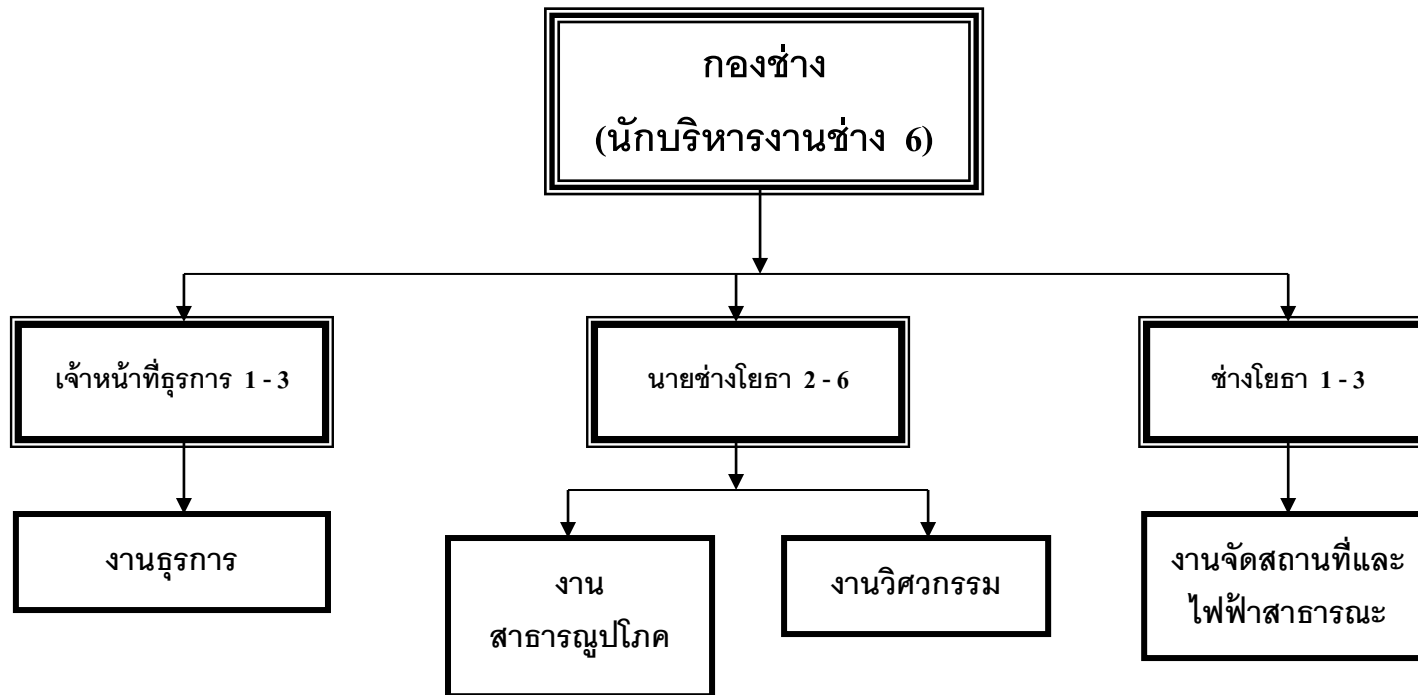 กองช่าง
(นักบริหารงานช่าง 6)
เจ้าหน้าที่ธุรการ 1 - 3
นายช่างโยธา 2 - 6
ช่างโยธา 1 - 3
งานธุรการ
งาน
สาธารณูปโภค
งานวิศวกรรม
งานจัดสถานที่และ
ไฟฟ้าสาธารณะ